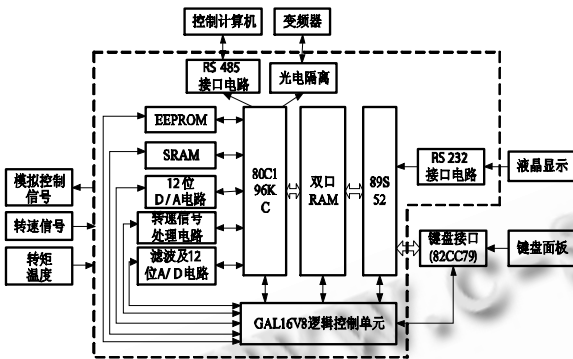 控制计算机
变频器
RS 485
接口电路
光电隔离
EEPROM
SRAM
12 位
D/A电路
转速信号
处理电路
滤波及12
位A/D电路
80C1
96K
C
双口
RAM
89S
52
RS 232
接口电路
液晶显示
模拟控制
信号
转速信号
转矩
温度
键盘接口
(82CC79)
键盘面板
GAL16V8逻辑控制单元